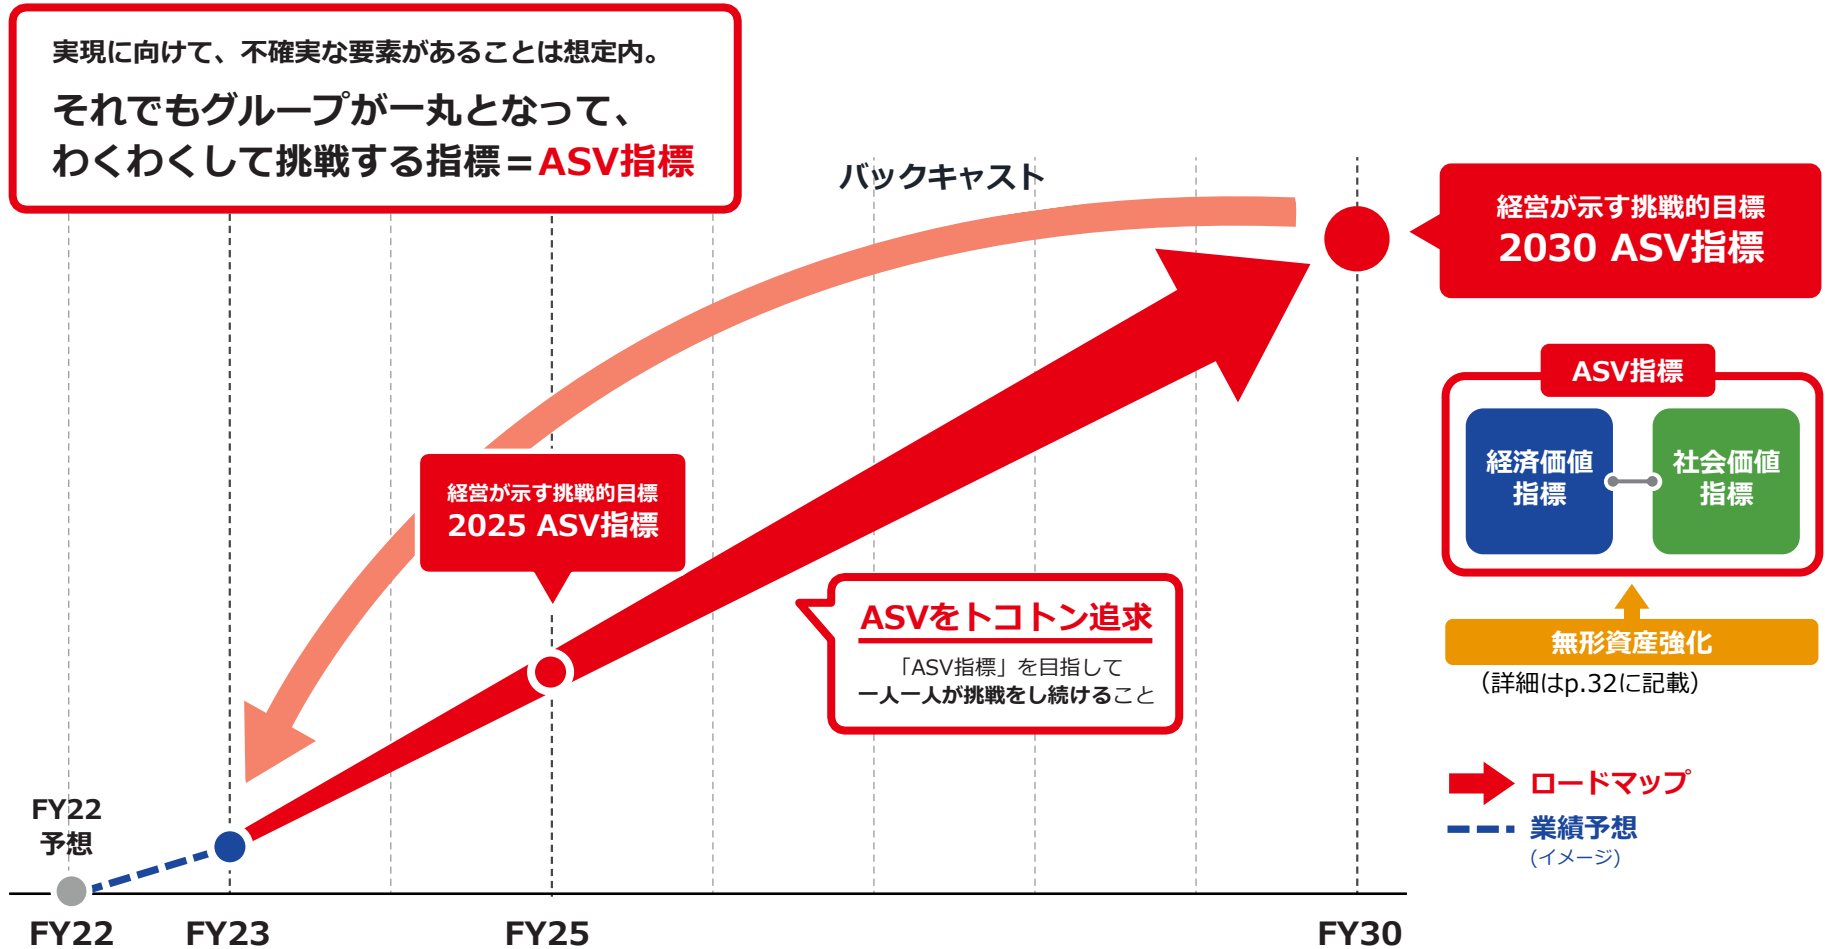 実現に向けて、不確実な要素があることは想定内。
それでもグループが一丸となって、
わくわくして挑戦する指標=ASV指標
バックキャスト
経営が示す挑戦的目標
2030 ASV指標
ASV指標
経済価値
指標
社会価値
指標
経営が示す挑戦的目標
2025 ASV指標
ASVをトコトン追求
「ASV指標」を目指して
一人一人が挑戦をし続けること
無形資産強化
（詳細はp.32に記載）
ロードマップ
業績予想
(イメージ)
FY22
予想
FY22
FY23
FY25
FY30